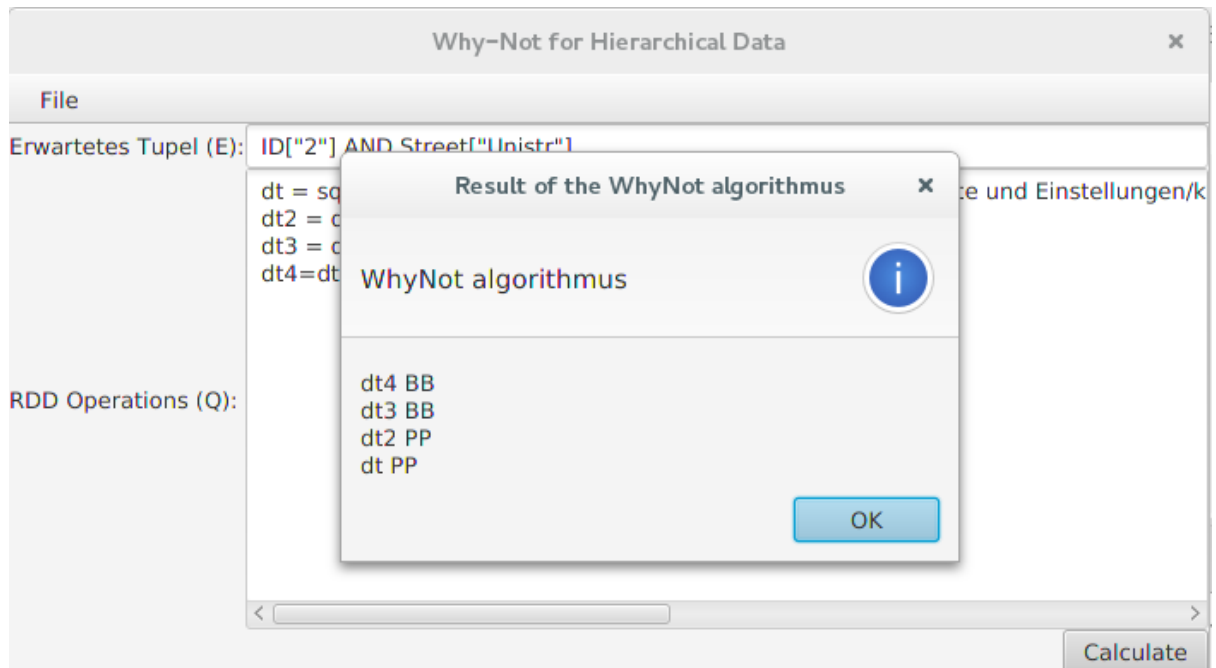 Why-Not for Hierarchical Data
File
Erwartetes Tupel (E): ID["2"] AND Street["Unistr"]
Result of the WhyNot algorithmus
WhyNot algorithmus
dt4 BB
dt3 BB
dt2 PP
dt PP
OK
RDD Operations (Q):
dt = sq
und Einstellungen/k
dt2 =
dt3 =
dt4=dt
Calculate